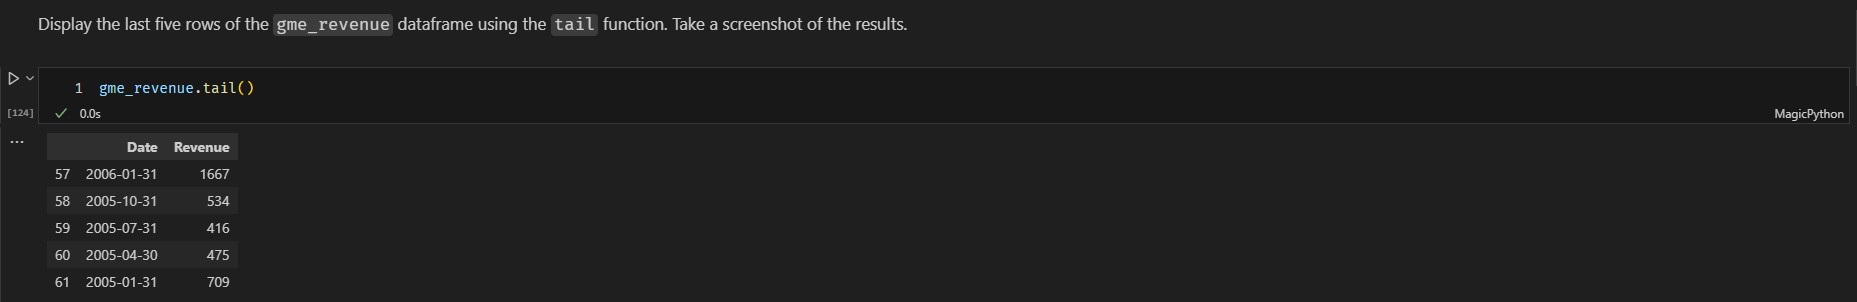 Display the last five rows of the gme_revenue dataframe using the tail function. Take a screenshot of the results.
1 gme_revenue.tail()
[124] ✓ 0.0s MagicPython
...
Date Revenue
57 2006-01-31 1667
58 2005-10-31 534
59 2005-07-31 416
60 2005-04-30 475
61 2005-01-31 709